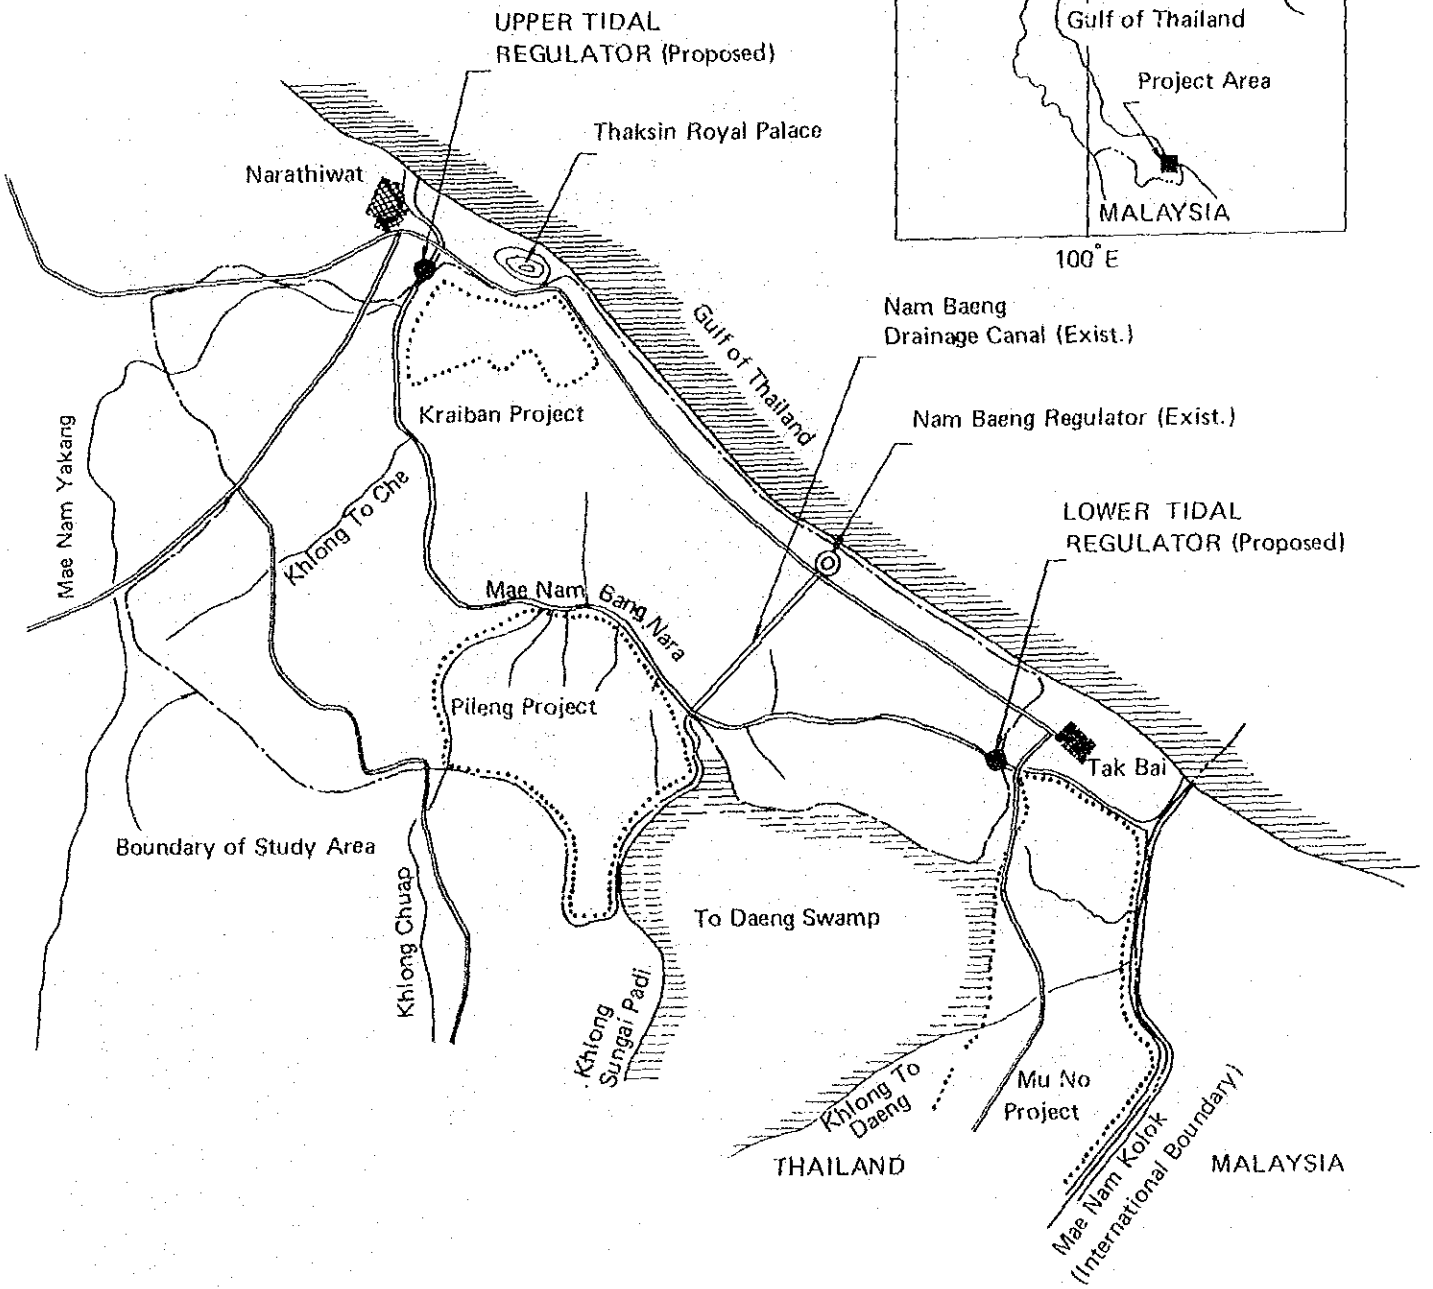 UPPER TIDAL
REGULATOR (Proposed)
Gulf of Thailand
Project Area
MALAYSIA
100°E
Thaksin Royal Palace
Narathiwat
Nam Baeng
Drainage Canal (Exist.)
Gulf of Thailand
Kraiban Project
Nam Baeng Regulator (Exist.)
Mae Nam Yakang
Khlong To Che
LOWER TIDAL
REGULATOR (Proposed)
Mae Nam Bang Nara
Pileng Project
Tak Bai
Boundary of Study Area
Khlong Chuap
To Daeng Swamp
Khlong
Sungai Padi
Khlong To
Daeng
Mu No
Project
THAILAND
MALAYSIA
Mae Nam Kolok
(International Boundary)